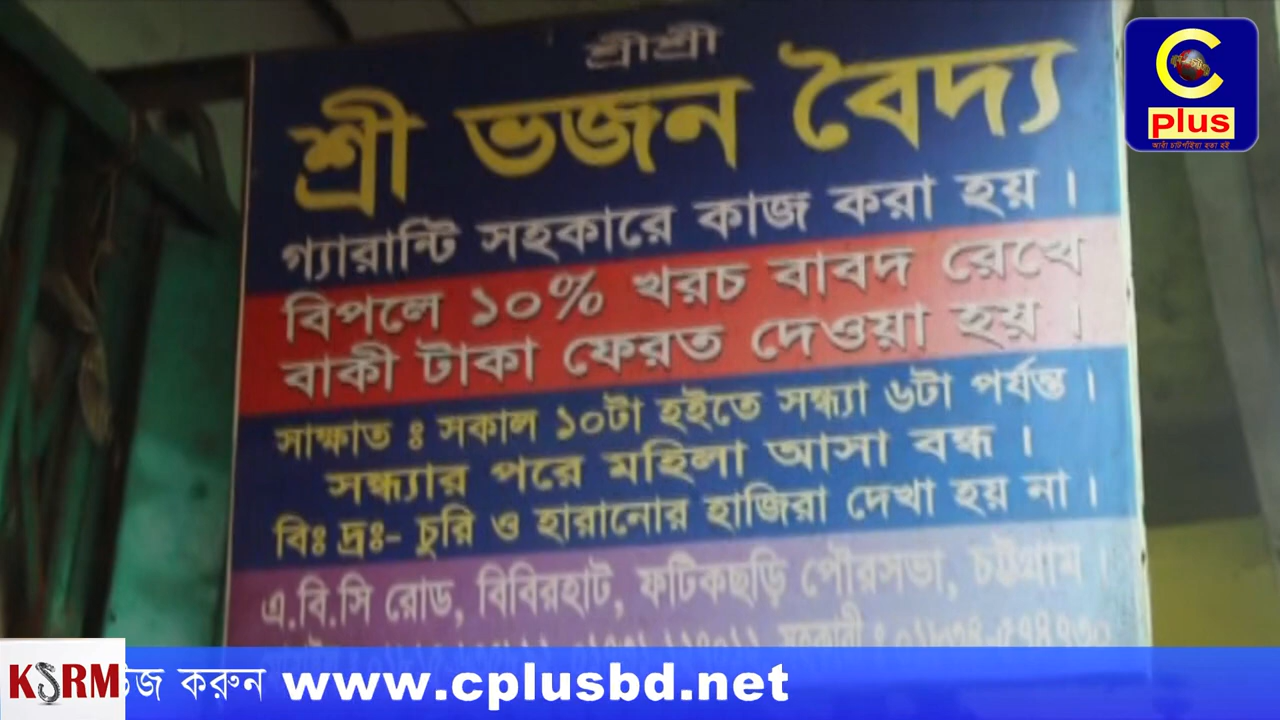 শ্রীশ্রী
শ্রী ভজন বৈদ্য
গ্যারান্টি সহকারে কাজ করা হয়।
বিপলে ১০% খরচ বাবদ রেখে
বাকী টাকা ফেরত দেওয়া হয়।
সাক্ষাত ঃ সকাল ১০টা হইতে সন্ধ্যা ৬টা পর্যন্ত।
সন্ধ্যার পরে মহিলা আসা বন্ধ।
বিঃ দ্রঃ- চুরি ও হারানোর হাজিরা দেখা হয় না।
এ.বি.সি রোড, বিবিরহাট, ফটিকছড়ি পৌরসভা, চট্টগ্রাম।
সহকারী ঃ
C
plus
KSRM
করুন www.cplusbd.net